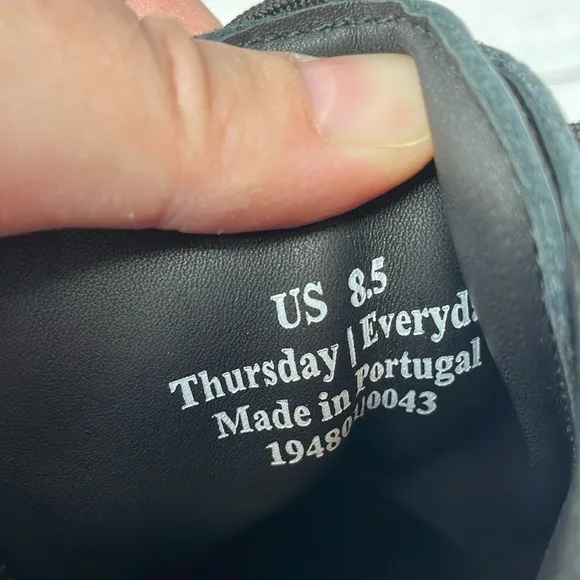 US 8.5
Thursday | Everyd
Made in Portugal